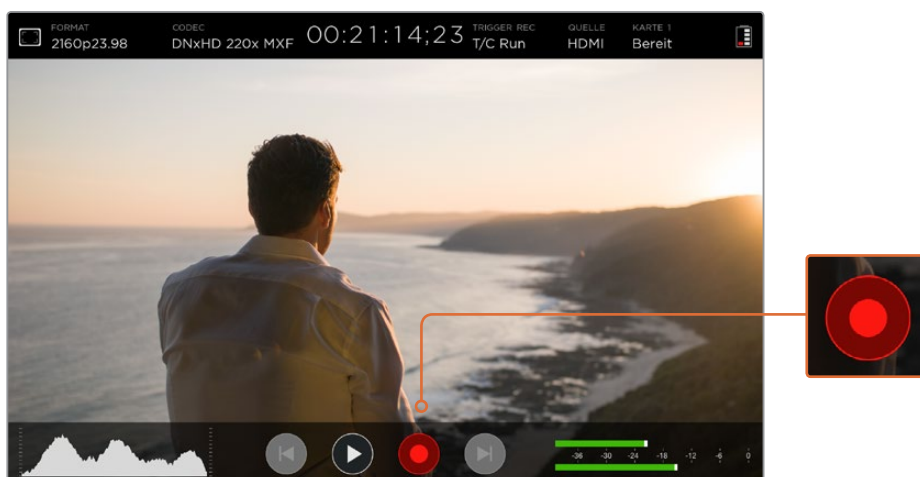 FORMAT
2160p23.98
CODEC
DNxHD 220x MXF
00:21:14;23
TRIGGER REC
T/C Run
QUELLE
HDMI
KARTE 1
Bereit
-36 -30 -24 -18 -12 -6 0